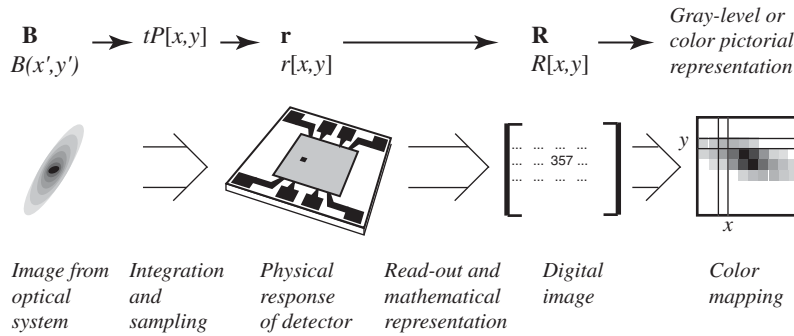 B
B(x′,y′)
tP[x,y]
r
r[x,y]
R
R[x,y]
Gray-level or
color pictorial
representation
... ... ... ...
... ... 357 ...
... ... ... ...
y
x
Image from
optical
system
Integration
and
sampling
Physical
response
of detector
Read-out and
mathematical
representation
Digital
image
Color
mapping